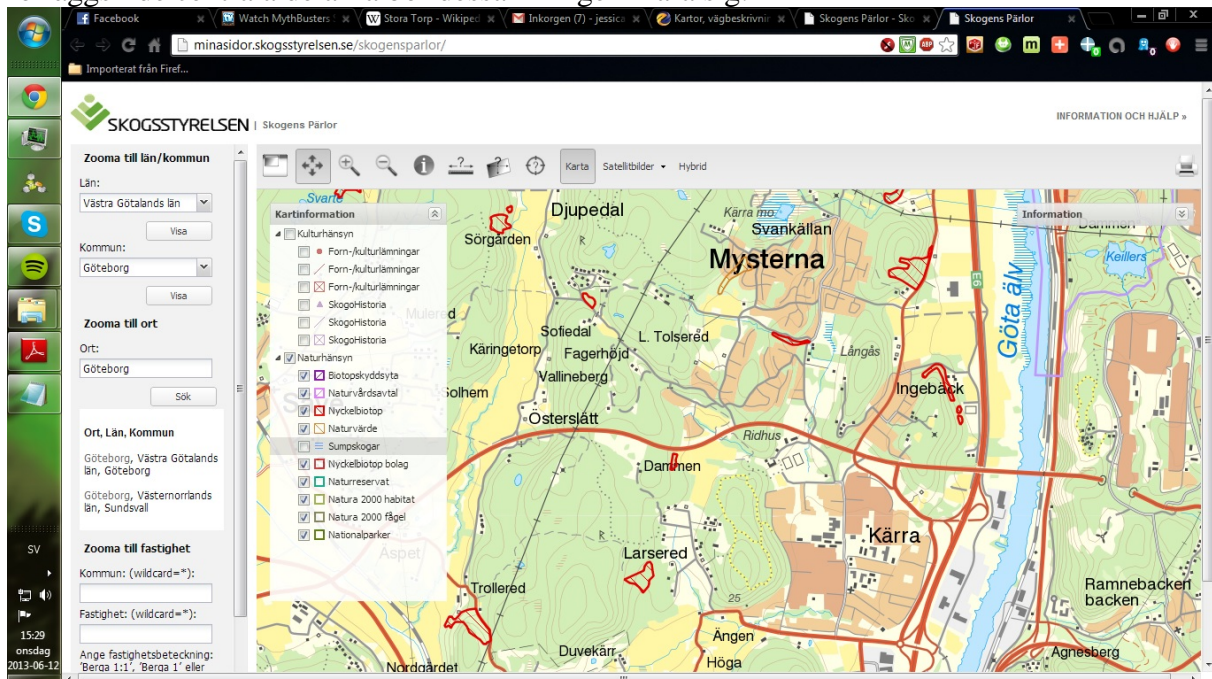 Facebook
Watch MythBusters S
Stora Torp - Wikiped
Inkorgen (7) - jessica
Kartor, vägbeskrivnin
Skogens Pärlor - Sko
Skogens Pärlor
minasidor.skogsstyrelsen.se/skogensparlor/
Importerat från Firef...
SKOGSSTYRELSEN | Skogens Pärlor
INFORMATION OCH HJÄLP »
Zooma till län/kommun
Län:
Västra Götalands län
Visa
Kommun:
Göteborg
Visa
Zooma till ort
Ort:
Göteborg
Sök
Ort, Län, Kommun
Göteborg, Västra Götalands
län, Göteborg
Göteborg, Västernorrlands
län, Sundsvall
Zooma till fastighet
Kommun: (wildcard=*):
Fastighet: (wildcard=*):
Ange fastighetsbeteckning:
'Berga 1:1', 'Berga 1' eller
Karta
Satellitbilder
Hybrid
Kartinformation
Kulturhänsyn
Forn-/kulturlämningar
Forn-/kulturlämningar
Forn-/kulturlämningar
SkogoHistoria
SkogoHistoria
SkogoHistoria
Naturhänsyn
Biotopskyddsyta
Naturvårdsavtal
Nyckelbiotop
Naturvärde
Sumpskogar
Nyckelbiotop bolag
Naturreservat
Natura 2000 habitat
Natura 2000 fågel
Nationalparker
Information
Svarte
Djupedal
Kärra mo.
Svankällan
Sörgården
Mysterna
Keillers
E6
Göta älv
Sofiedal
L. Tolsered
Käringetorp
Fagerhöjd
Långås
Vallineberg
Ingebäck
olhem
Österslätt
Ridhus
Dammen
Kärra
Aspet
Larsered
Trollered
25
Ramnebacken
backen
Ängen
Duvekärr
Höga
Agnesberg
Nordgårdet
SV
15:29
onsdag
2013-06-12